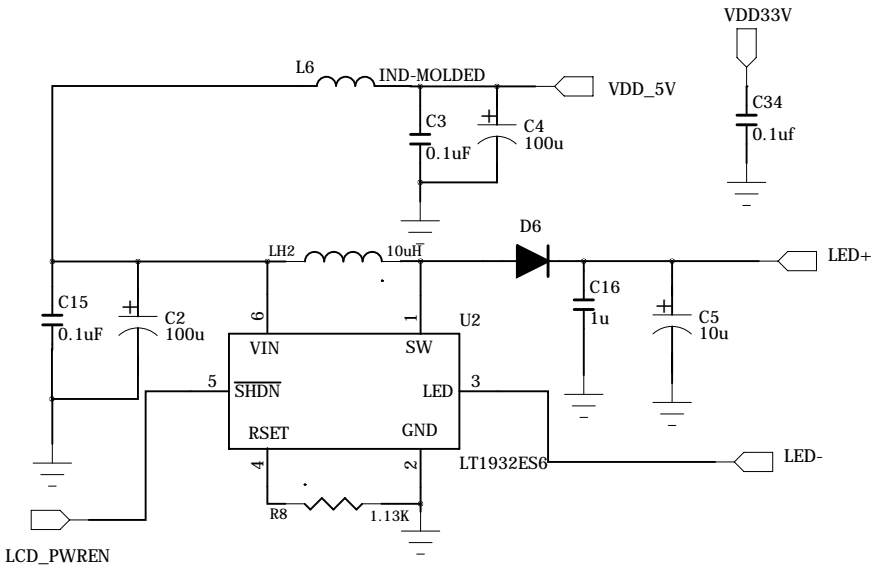 VDD33V
L6
IND-MOLDED
VDD_5V
C3
0.1uF
C4
100u
C34
0.1uf
D6
LH2
10uH
LED+
C15
0.1uF
C2
100u
C16
1u
C5
10u
6
1
U2
VIN
SW
5
SHDN
LED
3
RSET
GND
4
2
LT1932ES6
LED-
R8
1.13K
LCD_PWREN